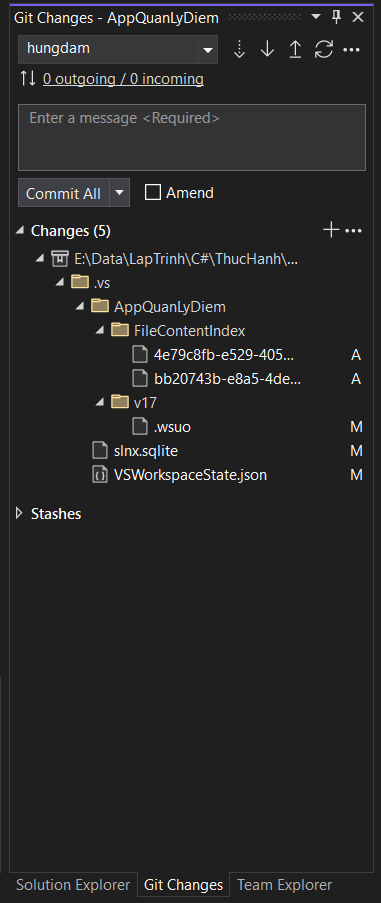 Git Changes - AppQuanLyDiem
hungdam
0 outgoing / 0 incoming
Enter a message <Required>
Commit All
Amend
Changes (5)
E:\Data\LapTrinh\C#\ThucHanh\...
.vs
AppQuanLyDiem
FileContentIndex
4e79c8fb-e529-405... A
bb20743b-e8a5-4de... A
v17
.wsuo M
slnx.sqlite M
VSWorkspaceState.json M
Stashes
Solution Explorer Git Changes Team Explorer